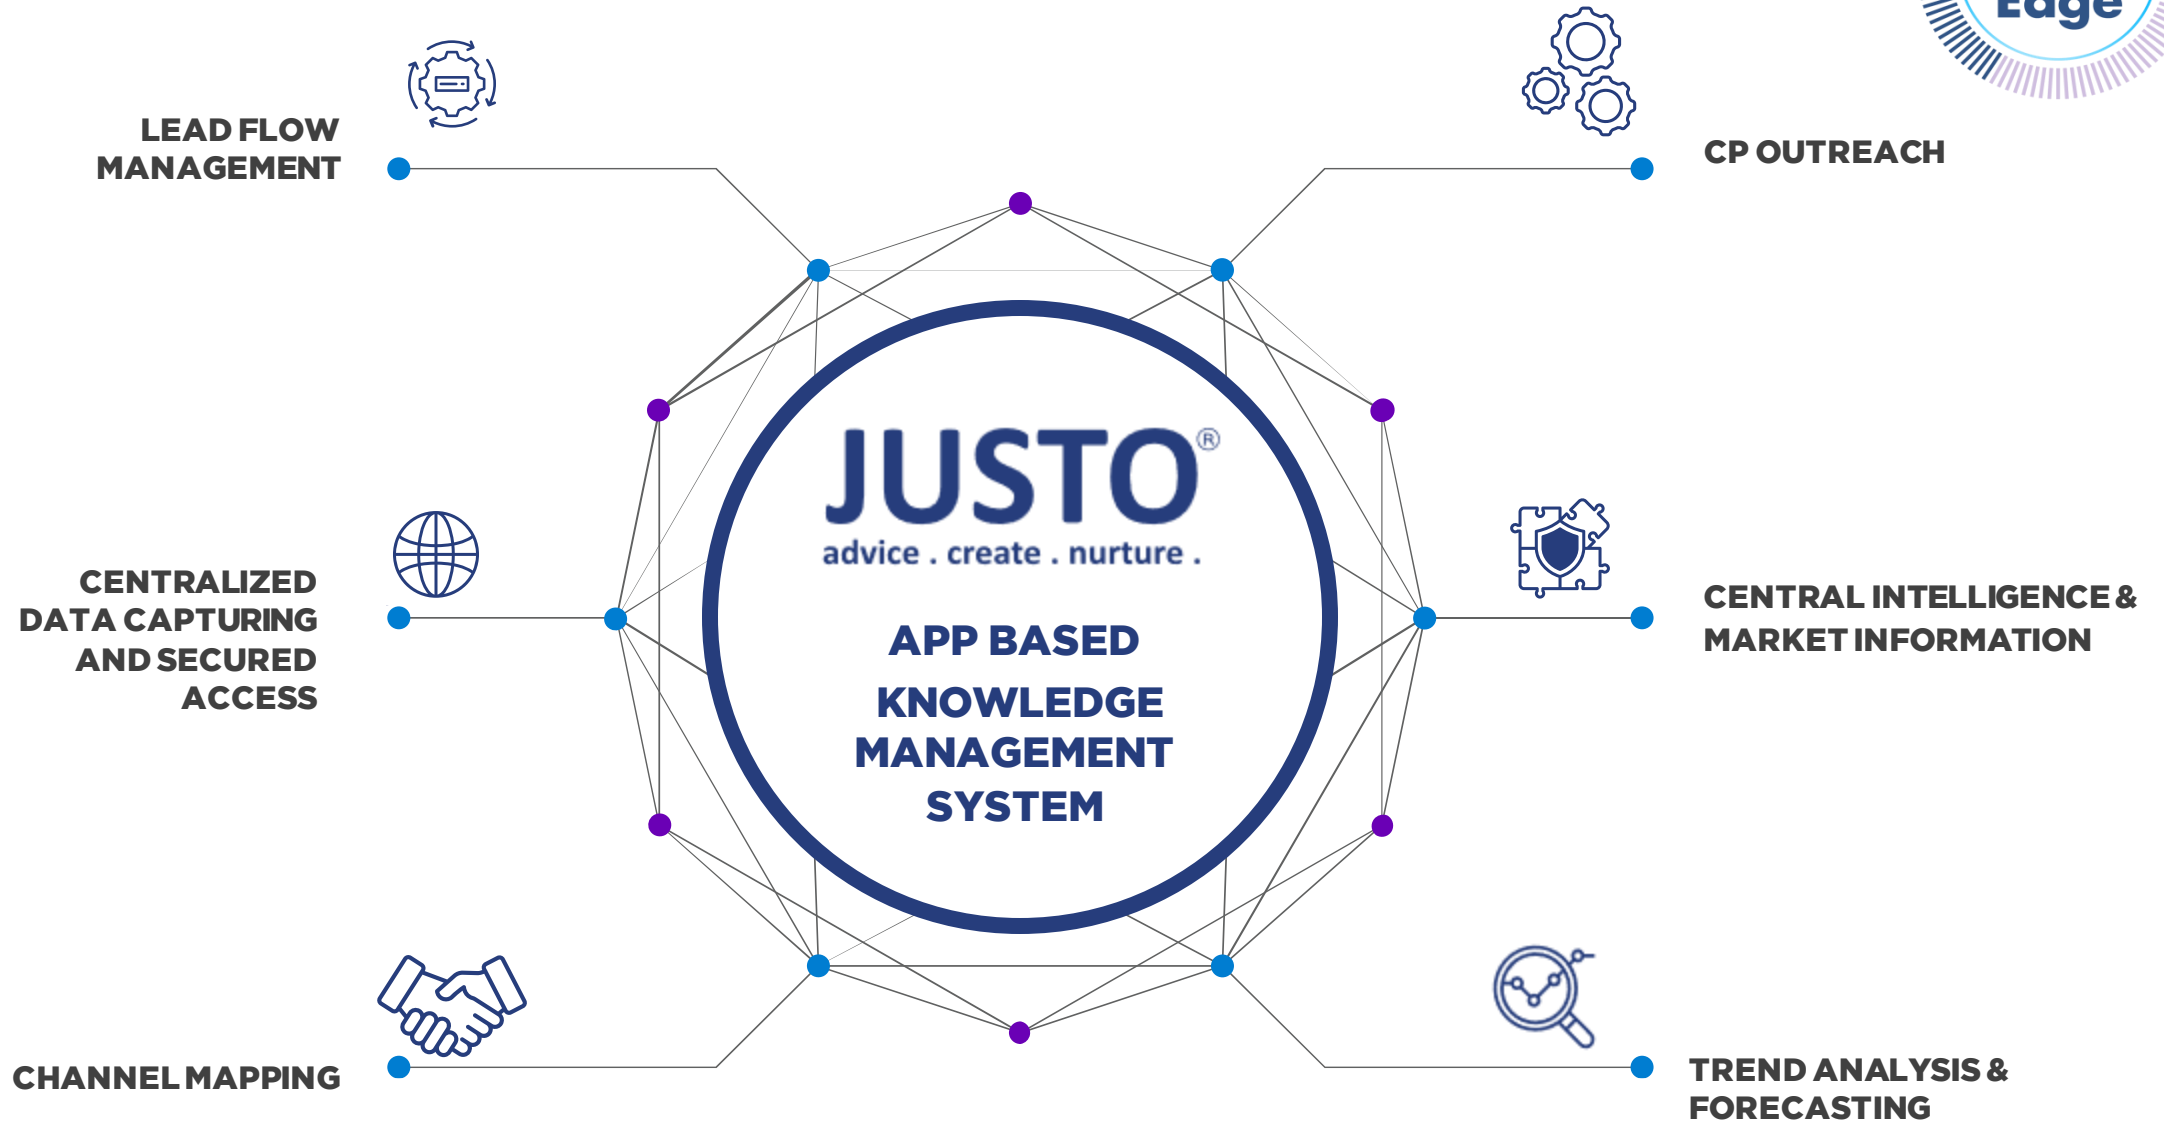 Edge
LEAD FLOW
MANAGEMENT
CP OUTREACH
JUSTO®
advice . create . nurture .
APP BASED
KNOWLEDGE
MANAGEMENT
SYSTEM
CENTRALIZED
DATA CAPTURING
AND SECURED
ACCESS
CENTRAL INTELLIGENCE &
MARKET INFORMATION
CHANNEL MAPPING
TREND ANALYSIS &
FORECASTING